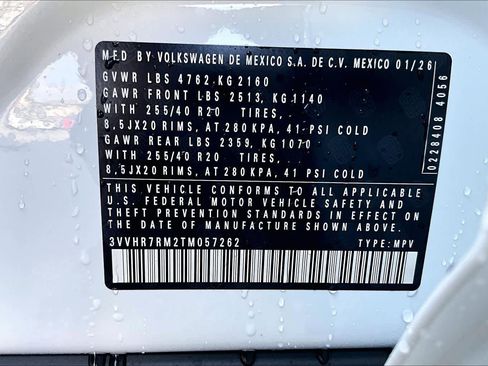 MFD BY VOLKSWAGEN DE MEXICO S.A. DE C.V. MEXICO 01/26
GVWR LBS 4762 KG 2160
GAWR FRONT LBS 2513, KG 1140
WITH 255/40 R20 TIRES,
8,5JX20 RIMS, AT 280 KPA, 41 PSI COLD
GAWR REAR LBS 2359, KG 1070
WITH 255/40 R20 TIRES,
8,5JX20 RIMS, AT 280 KPA, 41 PSI COLD
THIS VEHICLE CONFORMS TO ALL APPLICABLE
U.S. FEDERAL MOTOR VEHICLE SAFETY AND
THEFT PREVENTION STANDARDS IN EFFECT ON
THE DATE OF MANUFACTURE SHOWN ABOVE.
3VVHR7RM2TM057262 TYPE: MPV
0228408 4056